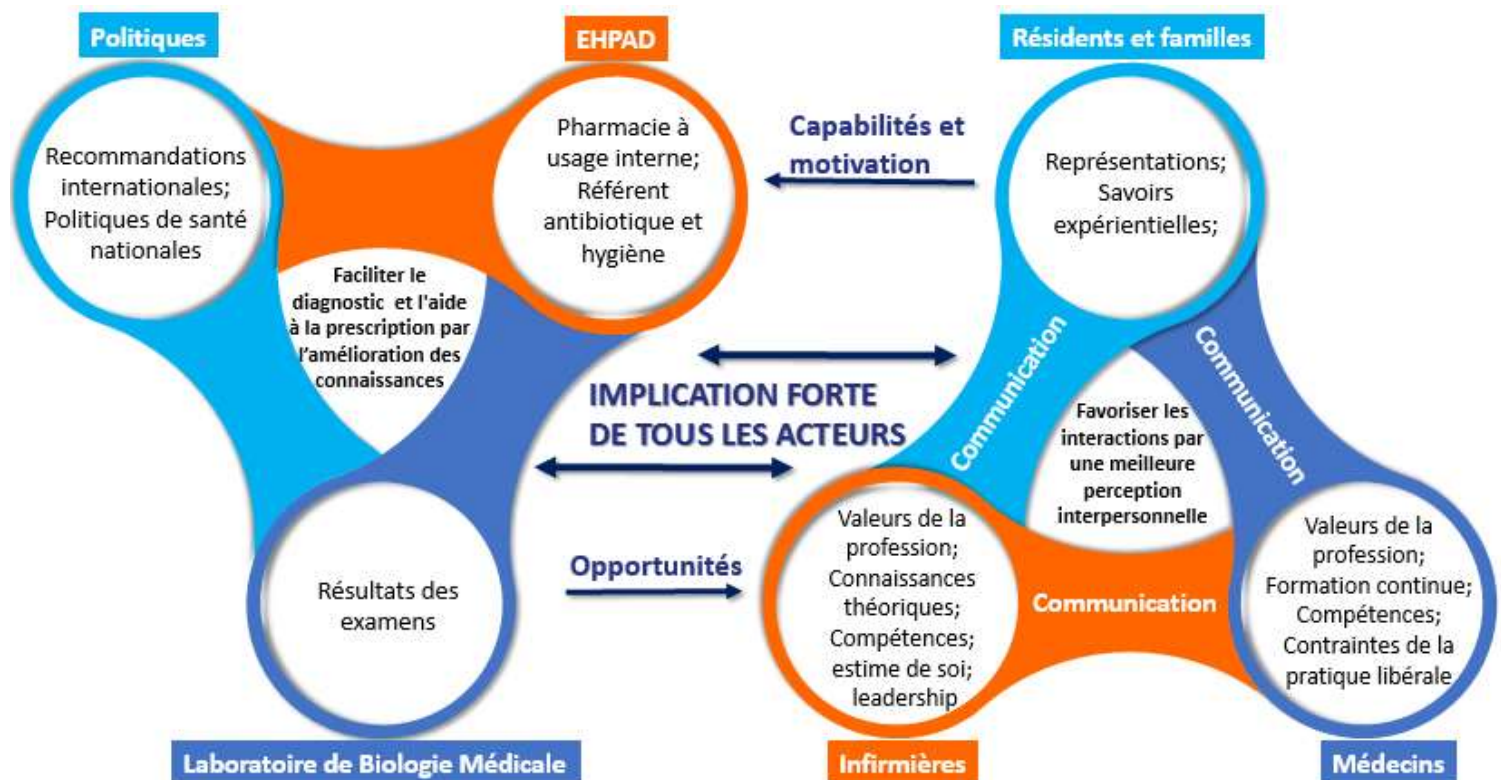 Politiques
EHPAD
Résidents et familles
Recommandations
internationales;
Politiques de santé
nationales
Pharmacie à
usage interne;
Référent
antibiotique et
hygiène
Capabilités et
motivation
Représentations;
Savoirs
expérientielles;
Faciliter le
diagnostic et l'aide
à la prescription par
l'amélioration des
connaissances
IMPLICATION FORTE
DE TOUS LES ACTEURS
Communication
Communication
Favoriser les
interactions par
une meilleure
perception
interpersonnelle
Résultats des
examens
Opportunités
Valeurs de la
profession;
Connaissances
théoriques;
Compétences;
estime de soi;
leadership
Communication
Valeurs de la
profession;
Formation continue;
Compétences;
Contraintes de la
pratique libérale
Laboratoire de Biologie Médicale
Infirmières
Médecins